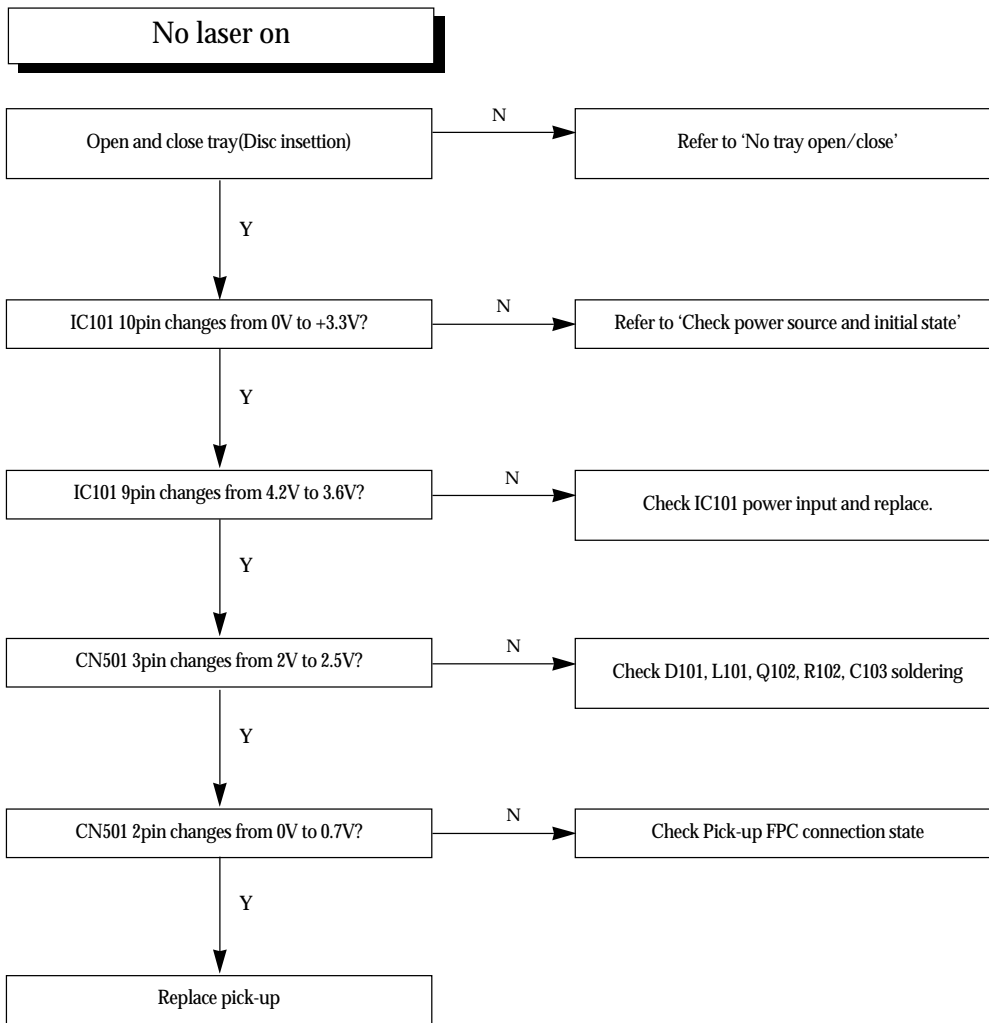 No laser on
Open and close tray(Disc insettion)
N
Refer to ‘No tray open/close’
Y
IC101 10pin changes from 0V to +3.3V?
N
Refer to ‘Check power source and initial state’
Y
IC101 9pin changes from 4.2V to 3.6V?
N
Check IC101 power input and replace.
Y
CN501 3pin changes from 2V to 2.5V?
N
Check D101, L101, Q102, R102, C103 soldering
Y
CN501 2pin changes from 0V to 0.7V?
N
Check Pick-up FPC connection state
Y
Replace pick-up